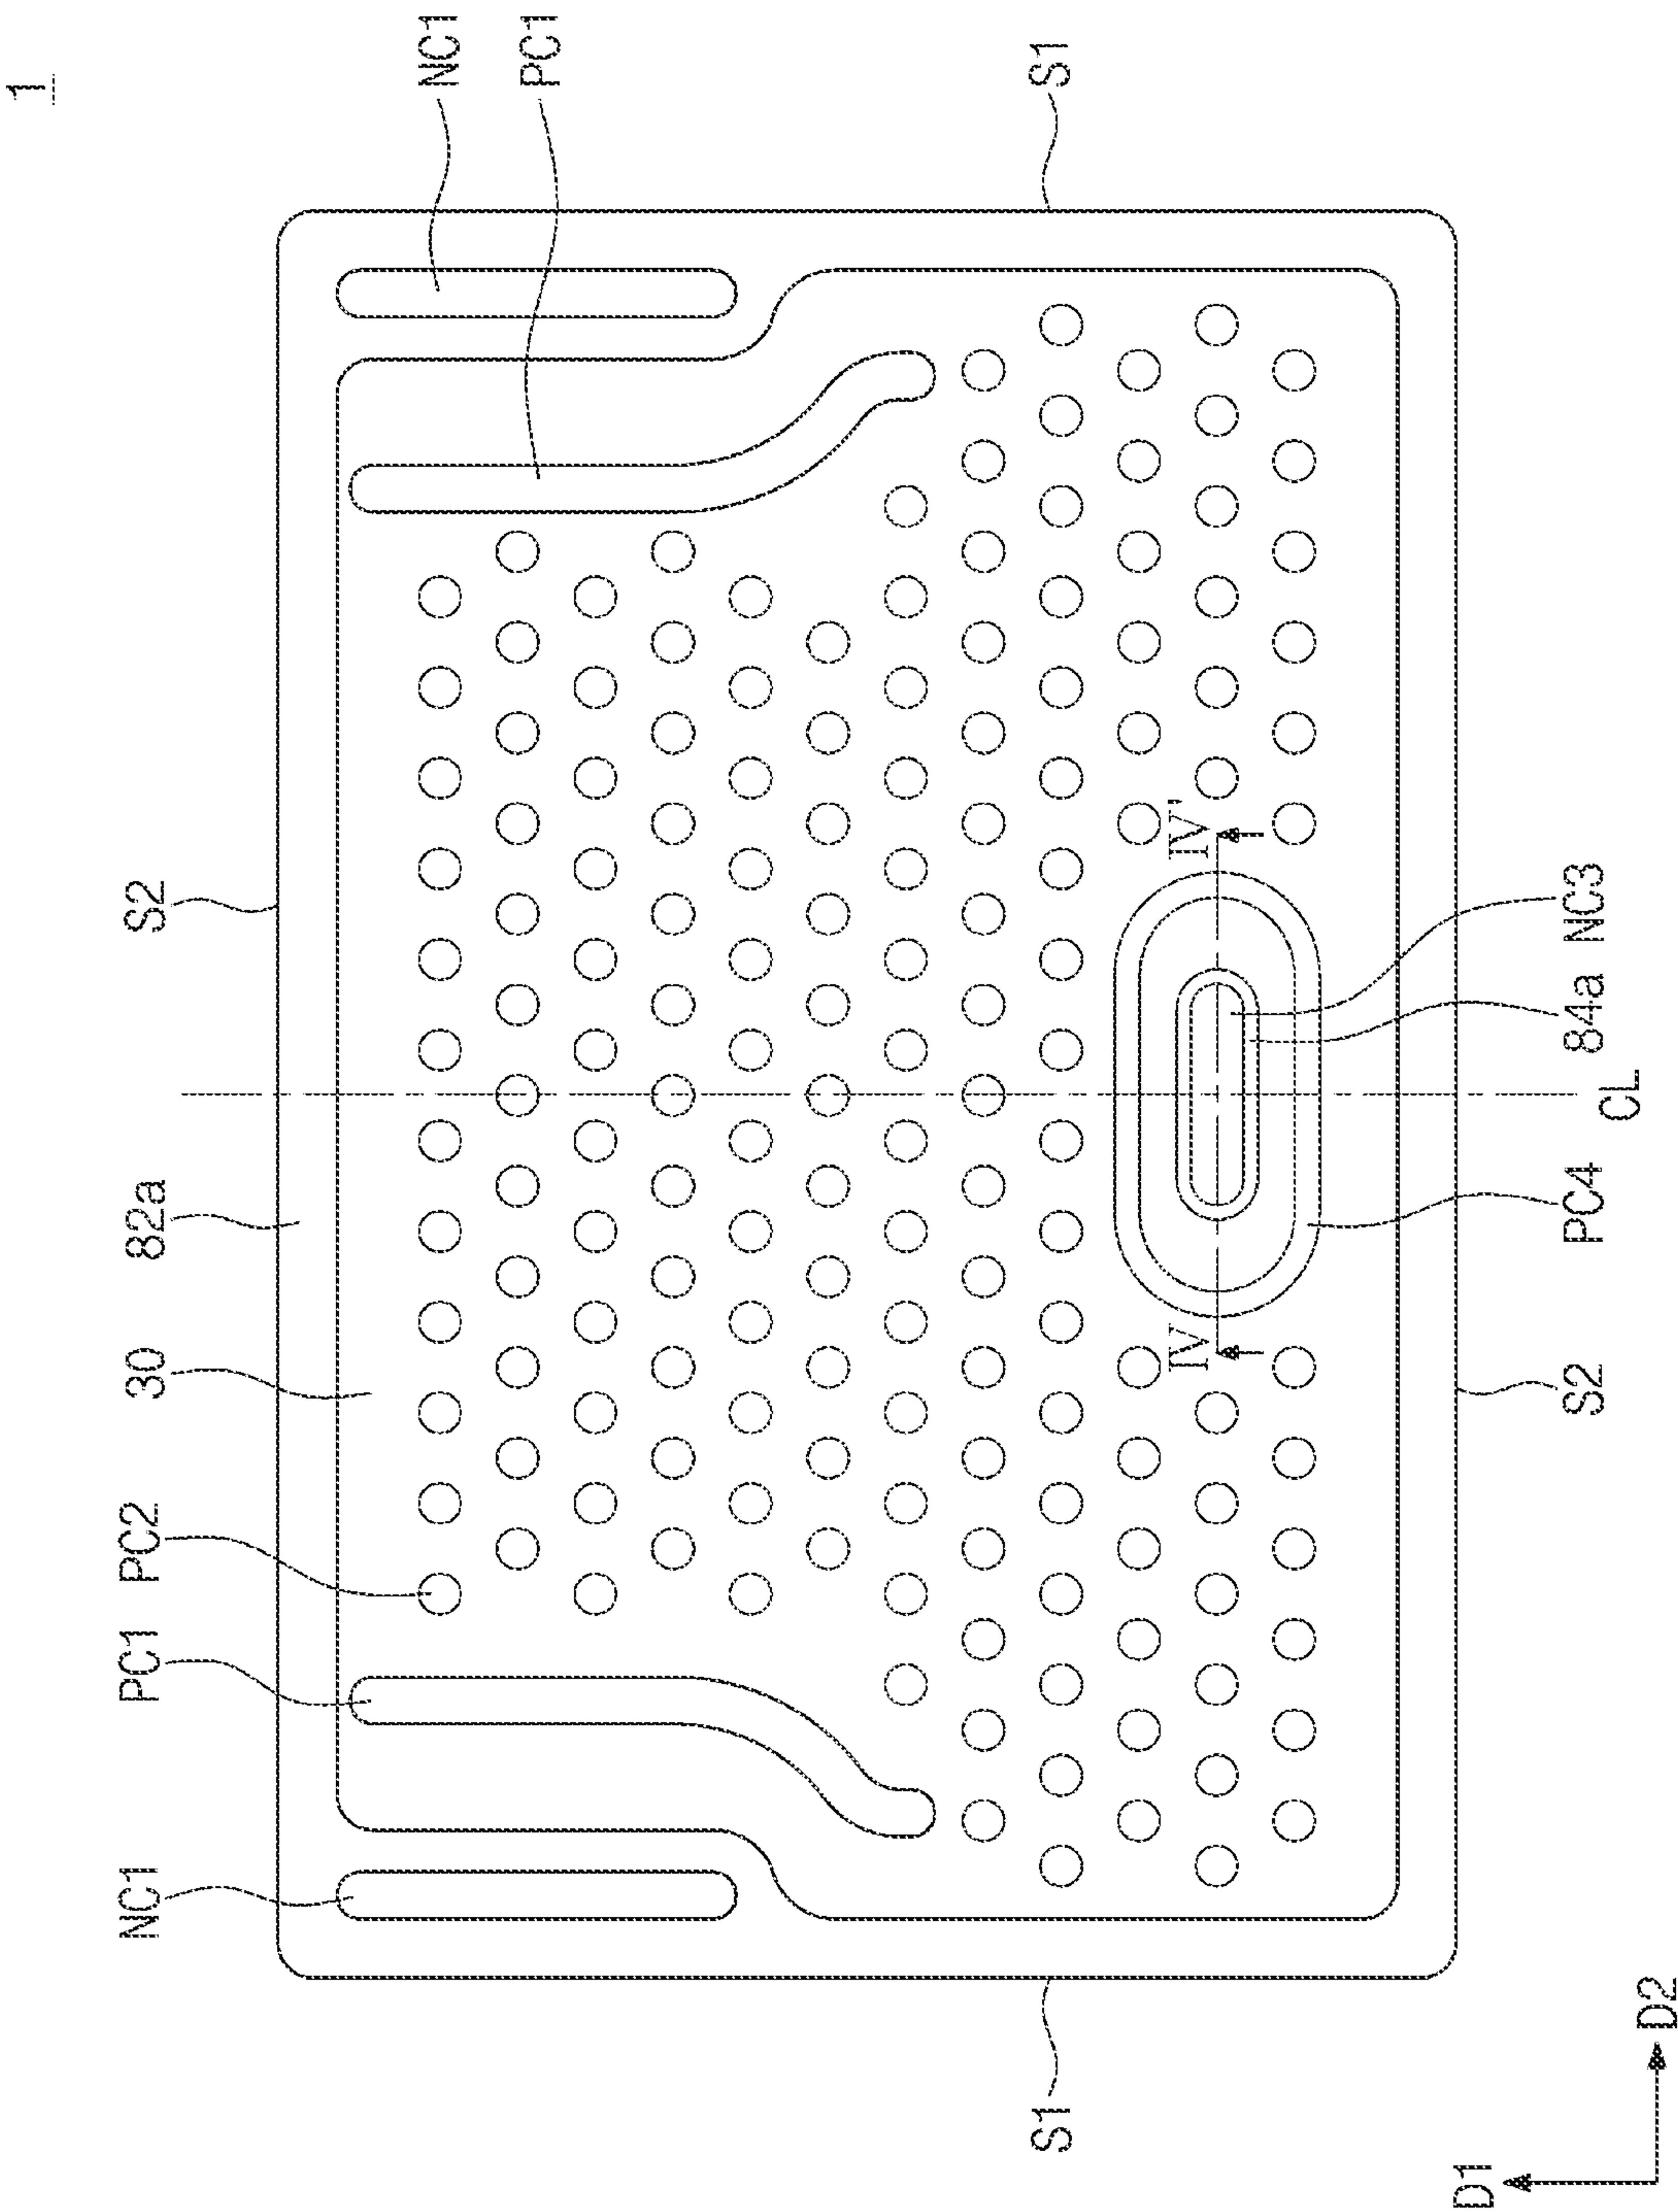 1
NC1 PC1 PC2 30 82a S2
NC1
PC1
S1 S1
IV IV'
D1
S2 PC4 84a NC3
CL
D2